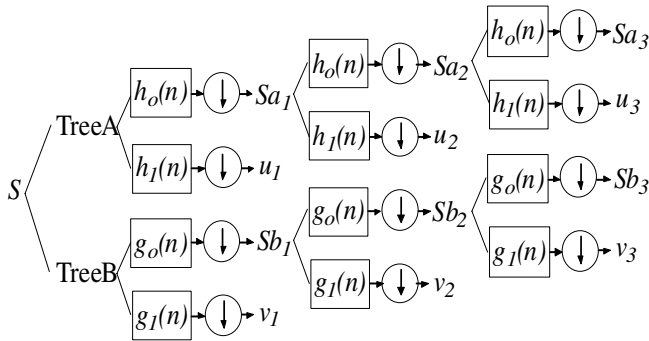 h_o(n) ↓ Sa_3
h_o(n) ↓ Sa_2
h_o(n) ↓ Sa_1
h_1(n) ↓ u_3
TreeA
h_1(n) ↓ u_2
h_1(n) ↓ u_1
S
g_o(n) ↓ Sb_3
g_o(n) ↓ Sb_2
g_o(n) ↓ Sb_1
g_1(n) ↓ v_3
TreeB
g_1(n) ↓ v_2
g_1(n) ↓ v_1